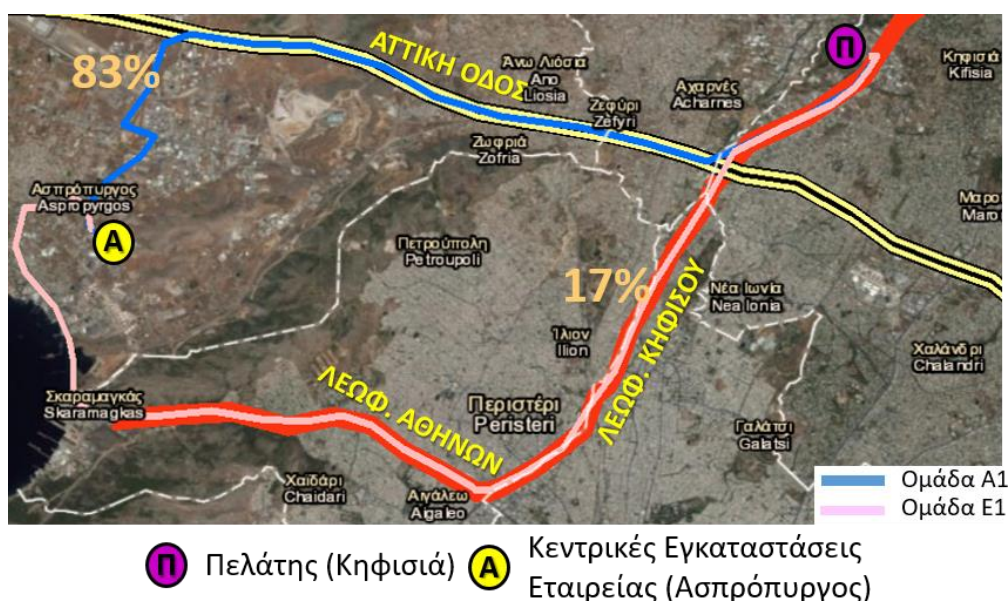 Π
83%
ΑΤΤΙΚΗ ΟΔΟΣ
Άνω Λιόσια
Ano
Liosia
Αχαρνές
Acharnes
Κηφισιά
Kifisia
Ζεφύρι
Zefyri
Ζωφριά
Zofria
Ασπρόπυργος
Aspropyrgos
Α
Πετρούπολη
Petroupoli
Μαρο
Maro
17%
Νέα Ιωνία
Nea Ionia
Ίλιον
Ilion
ΛΕΩΦ. ΚΗΦΙΣΟΥ
Χαλάνδρι
Chalandri
Σκαραμαγκάς
Skaramagkas
ΛΕΩΦ. ΑΘΗΝΩΝ
Περιστέρι
Peristeri
Γαλάτσι
Galatsi
Χαϊδάρι
Chaidari
Αιγάλεω
Aigaleo
Ομάδα Α1
Ομάδα Ε1
Π Πελάτης (Κηφισιά)
Α Κεντρικές Εγκαταστάσεις
Εταιρείας (Ασπρόπυργος)